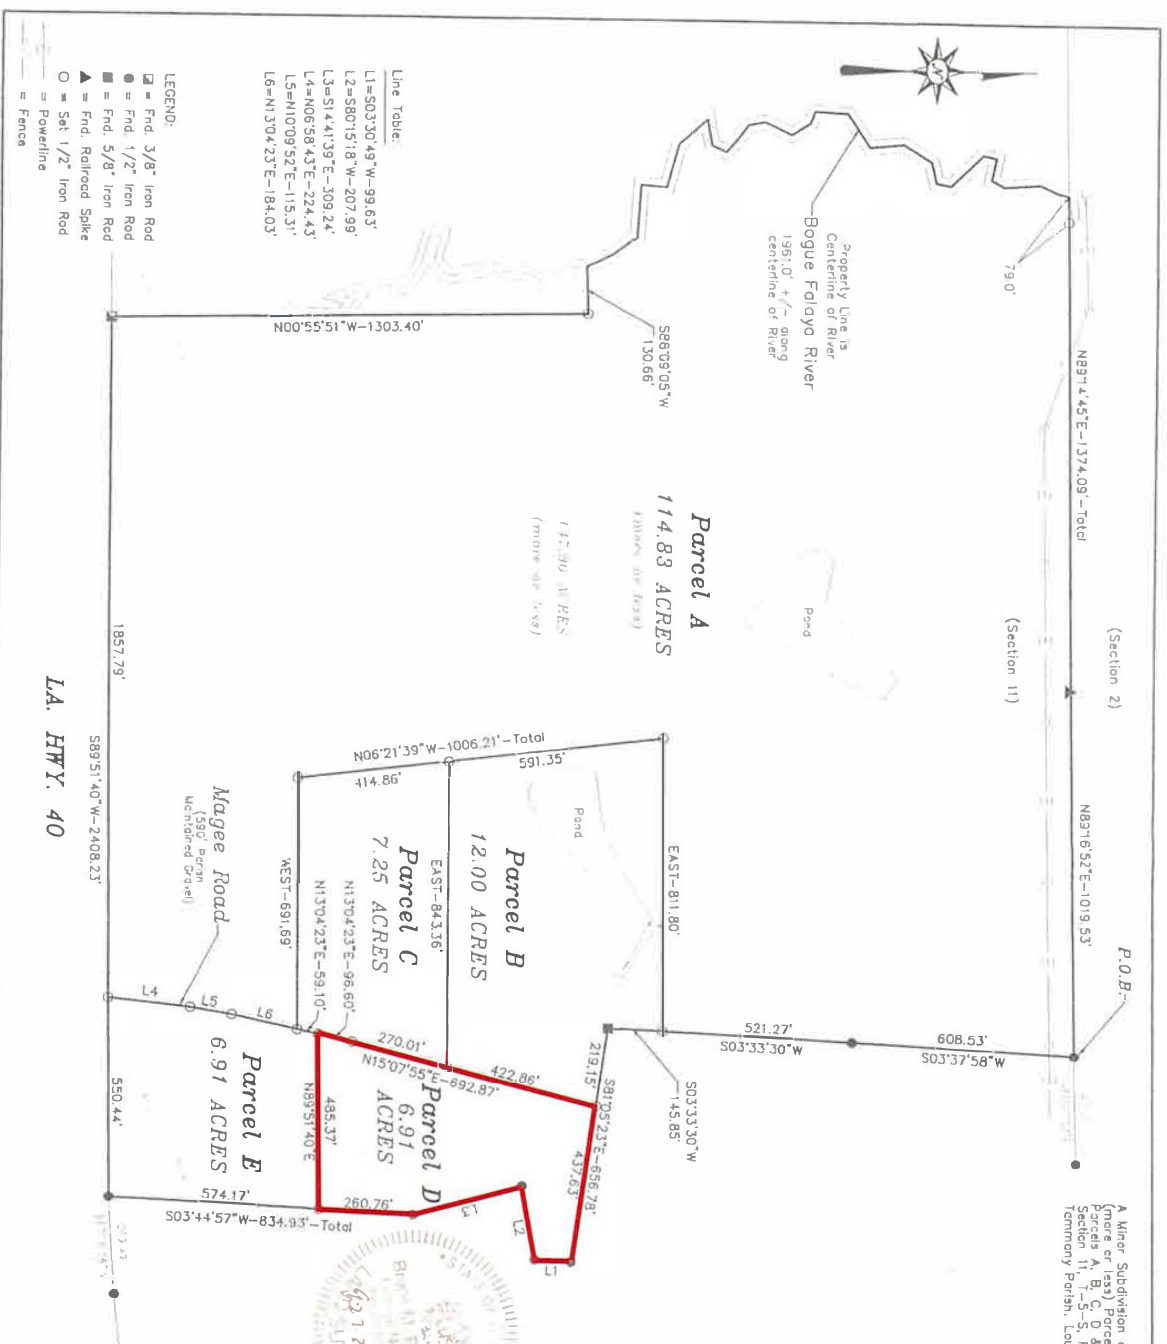 A Minor Subdivision
(more or less) Parce
Parcels A, B, C, D &
Section 11, T-5-S,
Tammany Parish, Lou
P.O.B.
(Section 2)
(Section 11)
N89°14'45"E-1374.09'-Total
N89°16'52"E-1019.53'
79.0'
Property Line is
Centerline of River
Bogue Falaya River
1961.0' +/- along
centerline of River
608.53'
S03°37'58"W
521.27'
S03°33'30"W
S03°33'30"W
145.85'
Pond
Parcel A
114.83 ACRES
(more or less)
(more or less)
S88°09'05"W
130.66'
N00°55'51"W-1303.40'
EAST-811.80'
219.15'
S81°05'23"E-656.78'
437.63'
N06°21'39"W-1006.21'-Total
591.35'
414.86'
Pond
Parcel B
12.00 ACRES
EAST-843.36'
422.86'
N15°07'55"E-692.87'
270.01'
Parcel C
7.25 ACRES
N13°04'23"E-96.60'
N13°04'23"E-59.10'
WEST-691.69'
Parcel D
6.91
ACRES
L1
L2
L3
260.76'
485.37'
N89°51'40"E
Parcel E
6.91 ACRES
574.17'
S03°44'57"W-834.93'-Total
L6
L5
L4
Magee Road
(590' Parish
Maintained Gravel)
1857.79'
550.44'
S89°51'40"W-2408.23'
LA. HWY. 40
Line Table:
L1=S03°30'49"W-99.63'
L2=S80°15'18"W-207.99'
L3=S14°41'39"E-309.24'
L4=N06°58'43"E-224.43'
L5=N10°09'52"E-115.31'
L6=N13°04'23"E-184.03'
LEGEND:
= Fnd. 3/8" Iron Rod
= Fnd. 1/2" Iron Rod
= Fnd. 5/8" Iron Rod
= Fnd. Railroad Spike
= Set 1/2" Iron Rod
= Powerline
= Fence